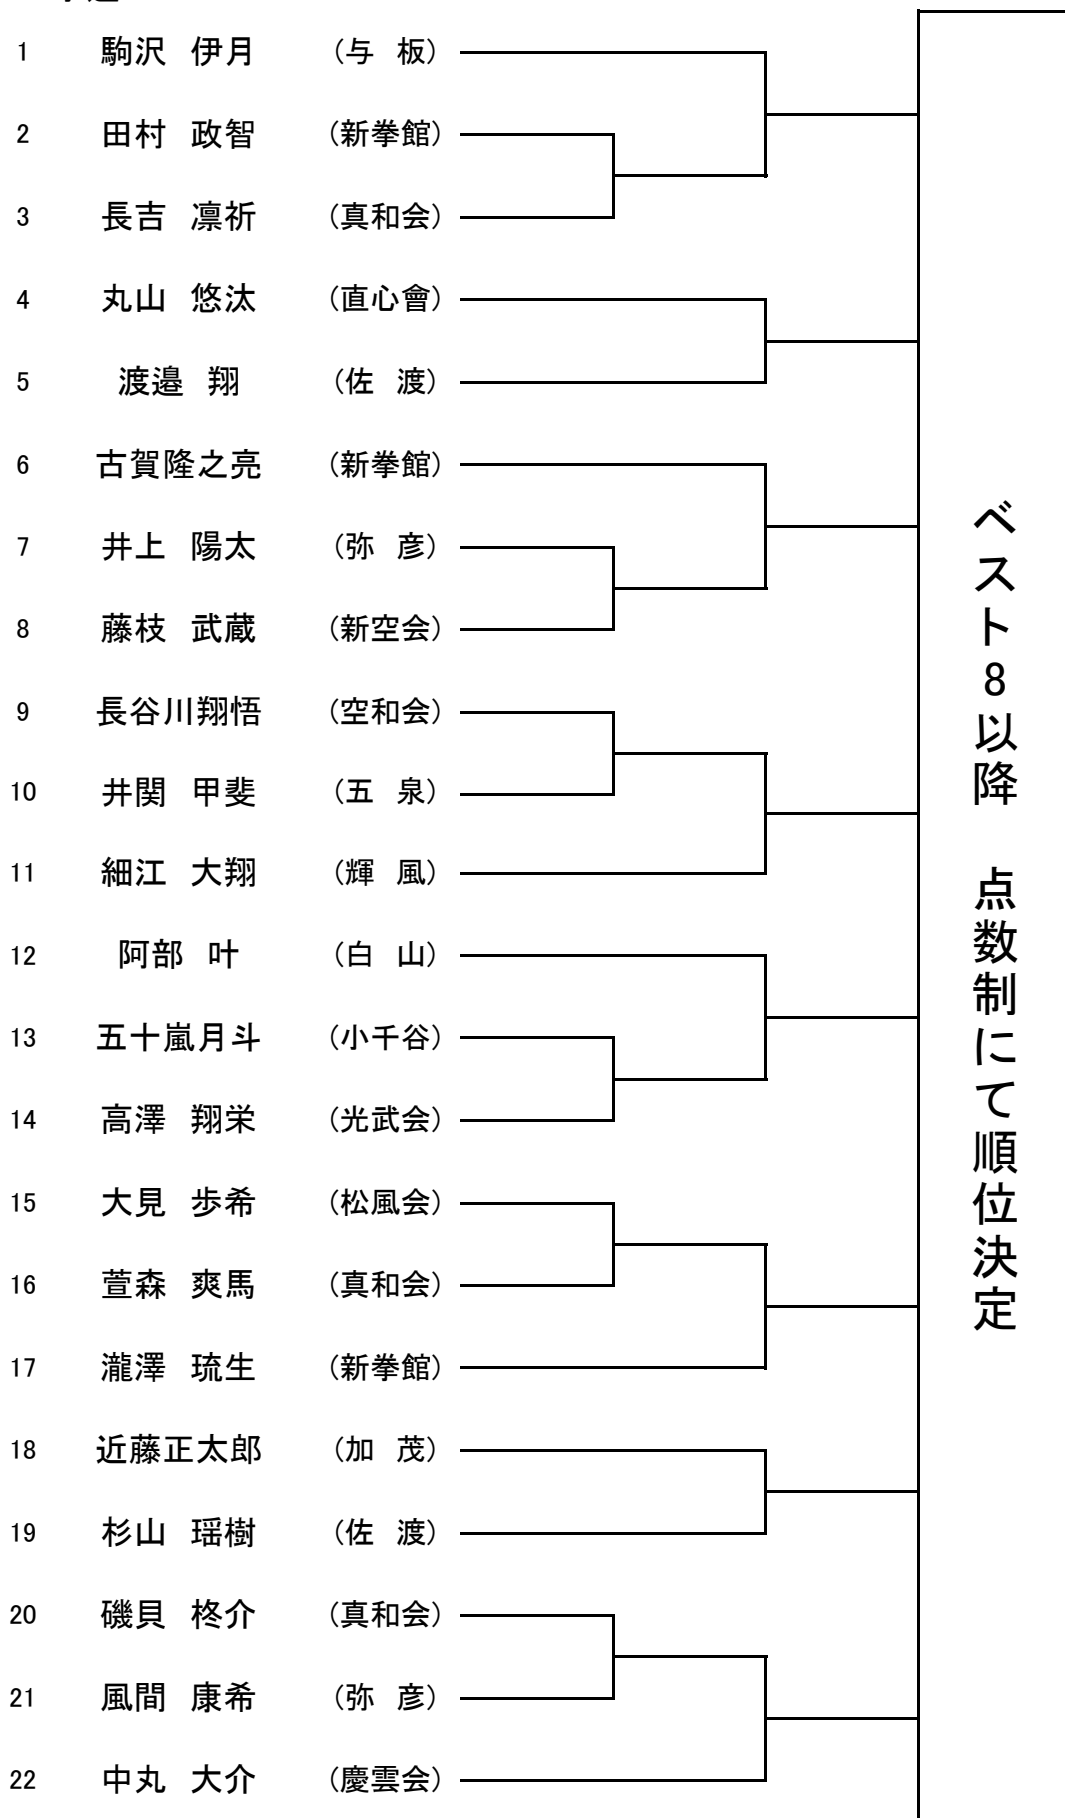 1 駒沢 伊月 (与 板)
2 田村 政智 (新拳館)
3 長吉 凛祈 (真和会)
4 丸山 悠汰 (直心會)
5 渡邉 翔 (佐 渡)
6 古賀隆之亮 (新拳館)
7 井上 陽太 (弥 彦)
8 藤枝 武蔵 (新空会)
9 長谷川翔悟 (空和会)
10 井関 甲斐 (五 泉)
11 細江 大翔 (輝 風)
12 阿部 叶 (白 山)
13 五十嵐月斗 (小千谷)
14 高澤 翔栄 (光武会)
15 大見 歩希 (松風会)
16 萱森 爽馬 (真和会)
17 瀧澤 琉生 (新拳館)
18 近藤正太郎 (加 茂)
19 杉山 瑶樹 (佐 渡)
20 磯貝 柊介 (真和会)
21 風間 康希 (弥 彦)
22 中丸 大介 (慶雲会)
ベスト8以降 点数制にて順位決定